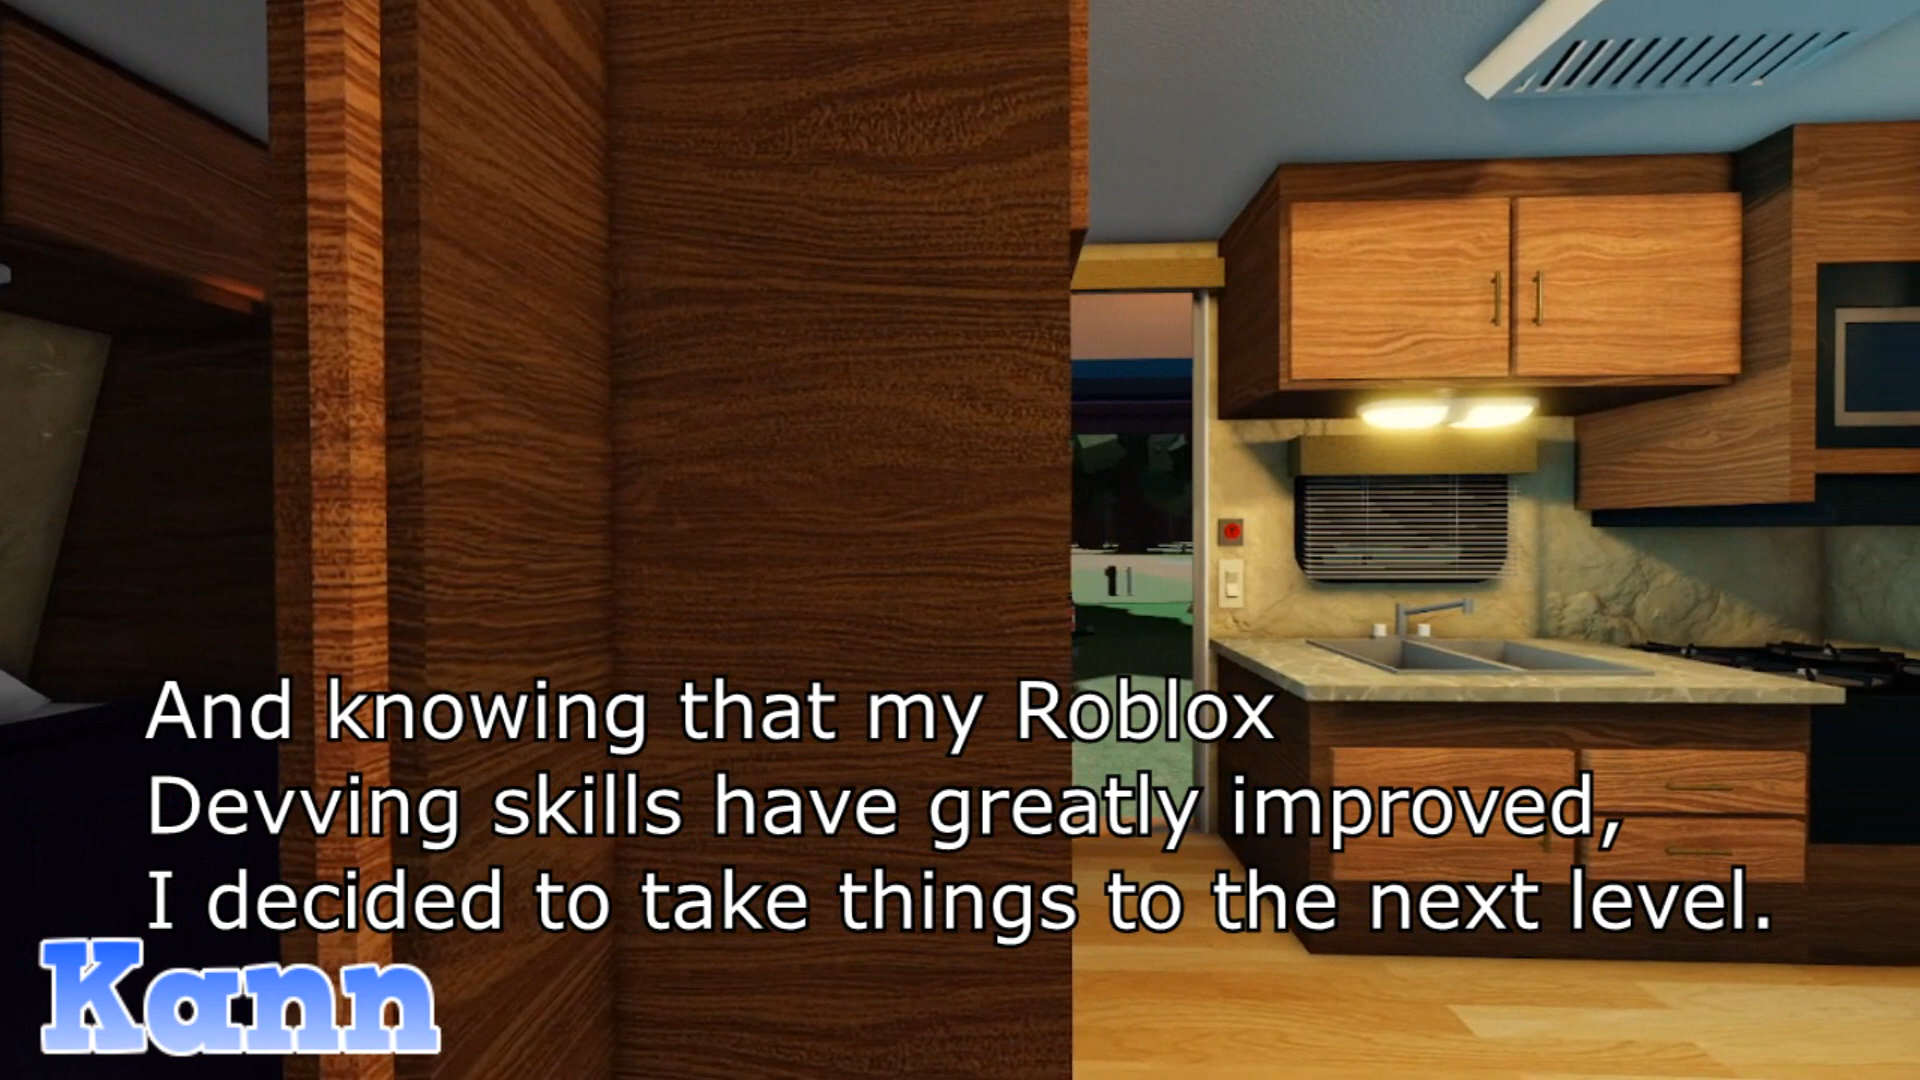 And knowing that my Roblox
Devving skills have greatly improved,
I decided to take things to the next level.
Kann